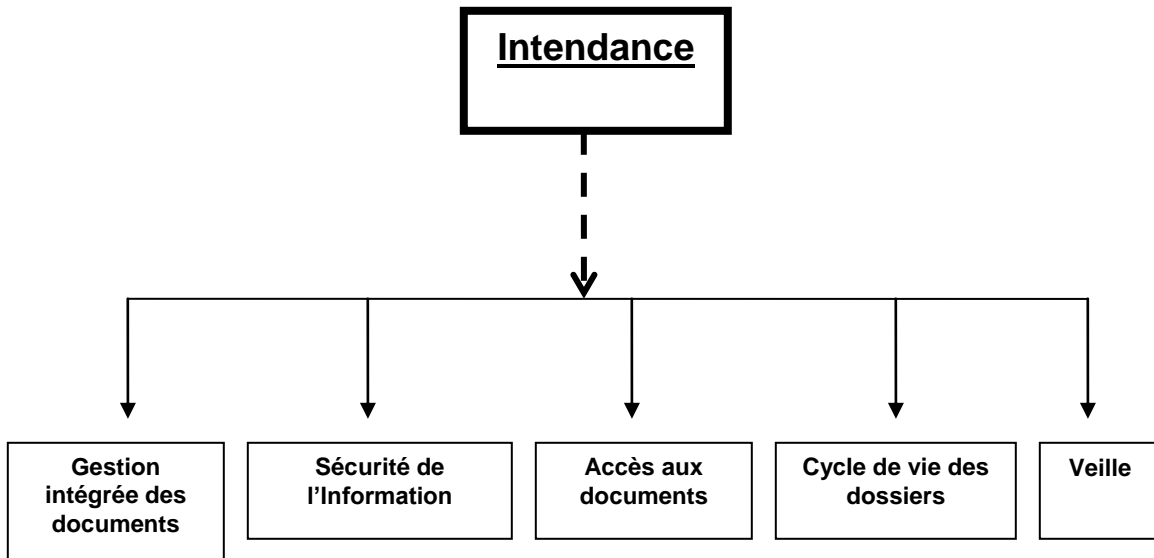 Intendance
Gestion
intégrée des
documents
Sécurité de
l’Information
Accès aux
documents
Cycle de vie des
dossiers
Veille